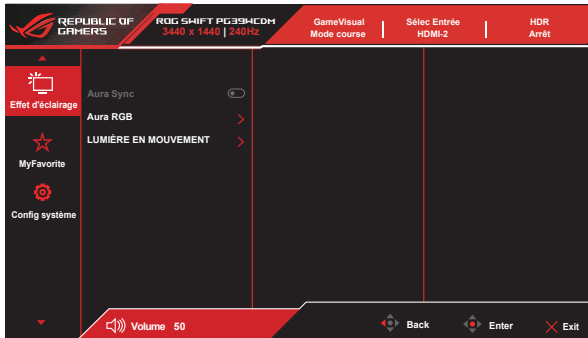 REPUBLIC OF
GAMERS
ROG SWIFT PG39WCDM
3440 x 1440 | 240Hz
GameVisual
Mode course
Sélec Entrée
HDMI-2
HDR
Arrêt
Effet d'éclairage
Aura Sync
Aura RGB
LUMIÈRE EN MOUVEMENT
MyFavorite
Config système
Volume 50
Back
Enter
Exit